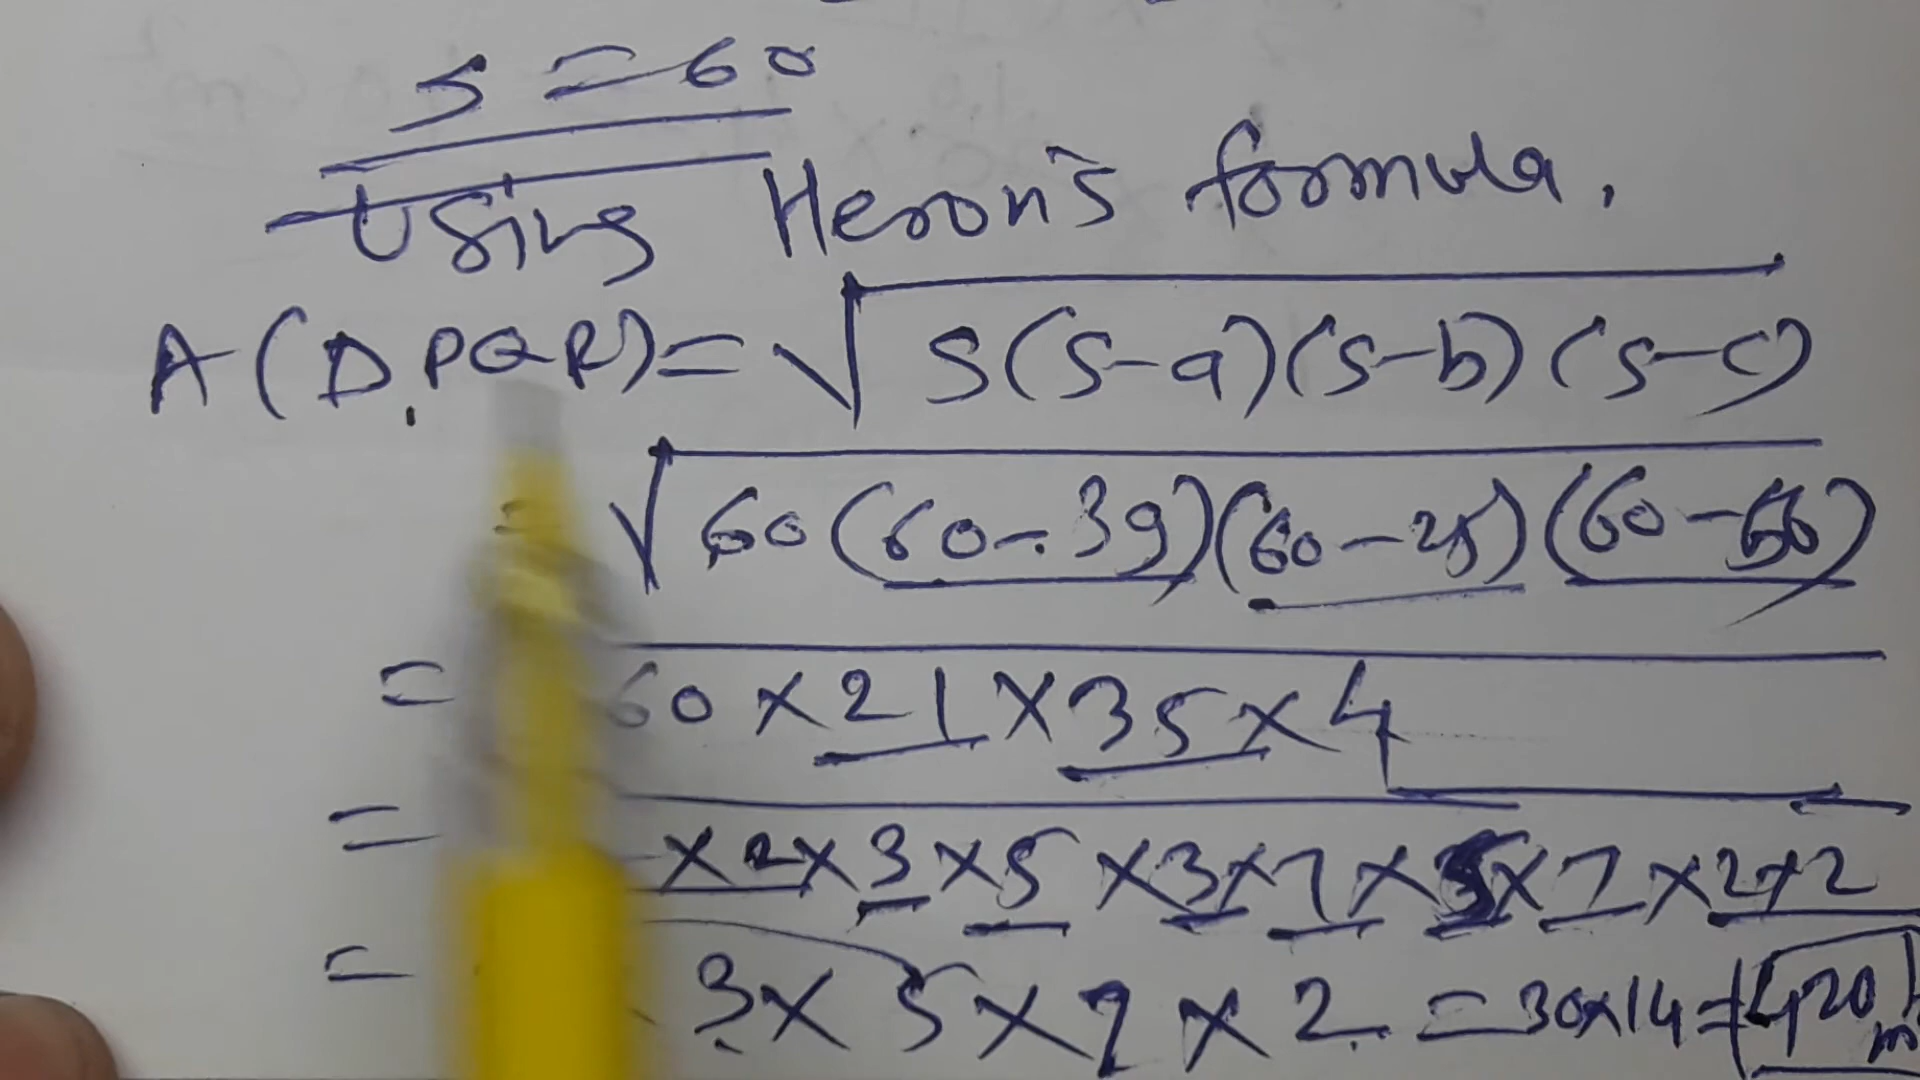 s = 60
Using Heron's formula.
A(Δ PQR) = √s(s-a)(s-b)(s-c)
= √60(60-39)(60-25)(60-56)
= 60×21×35×4
= ×2×3×5×3×7×5×7×2×2
= 3×5×7×2 = 30×14 = 420 m